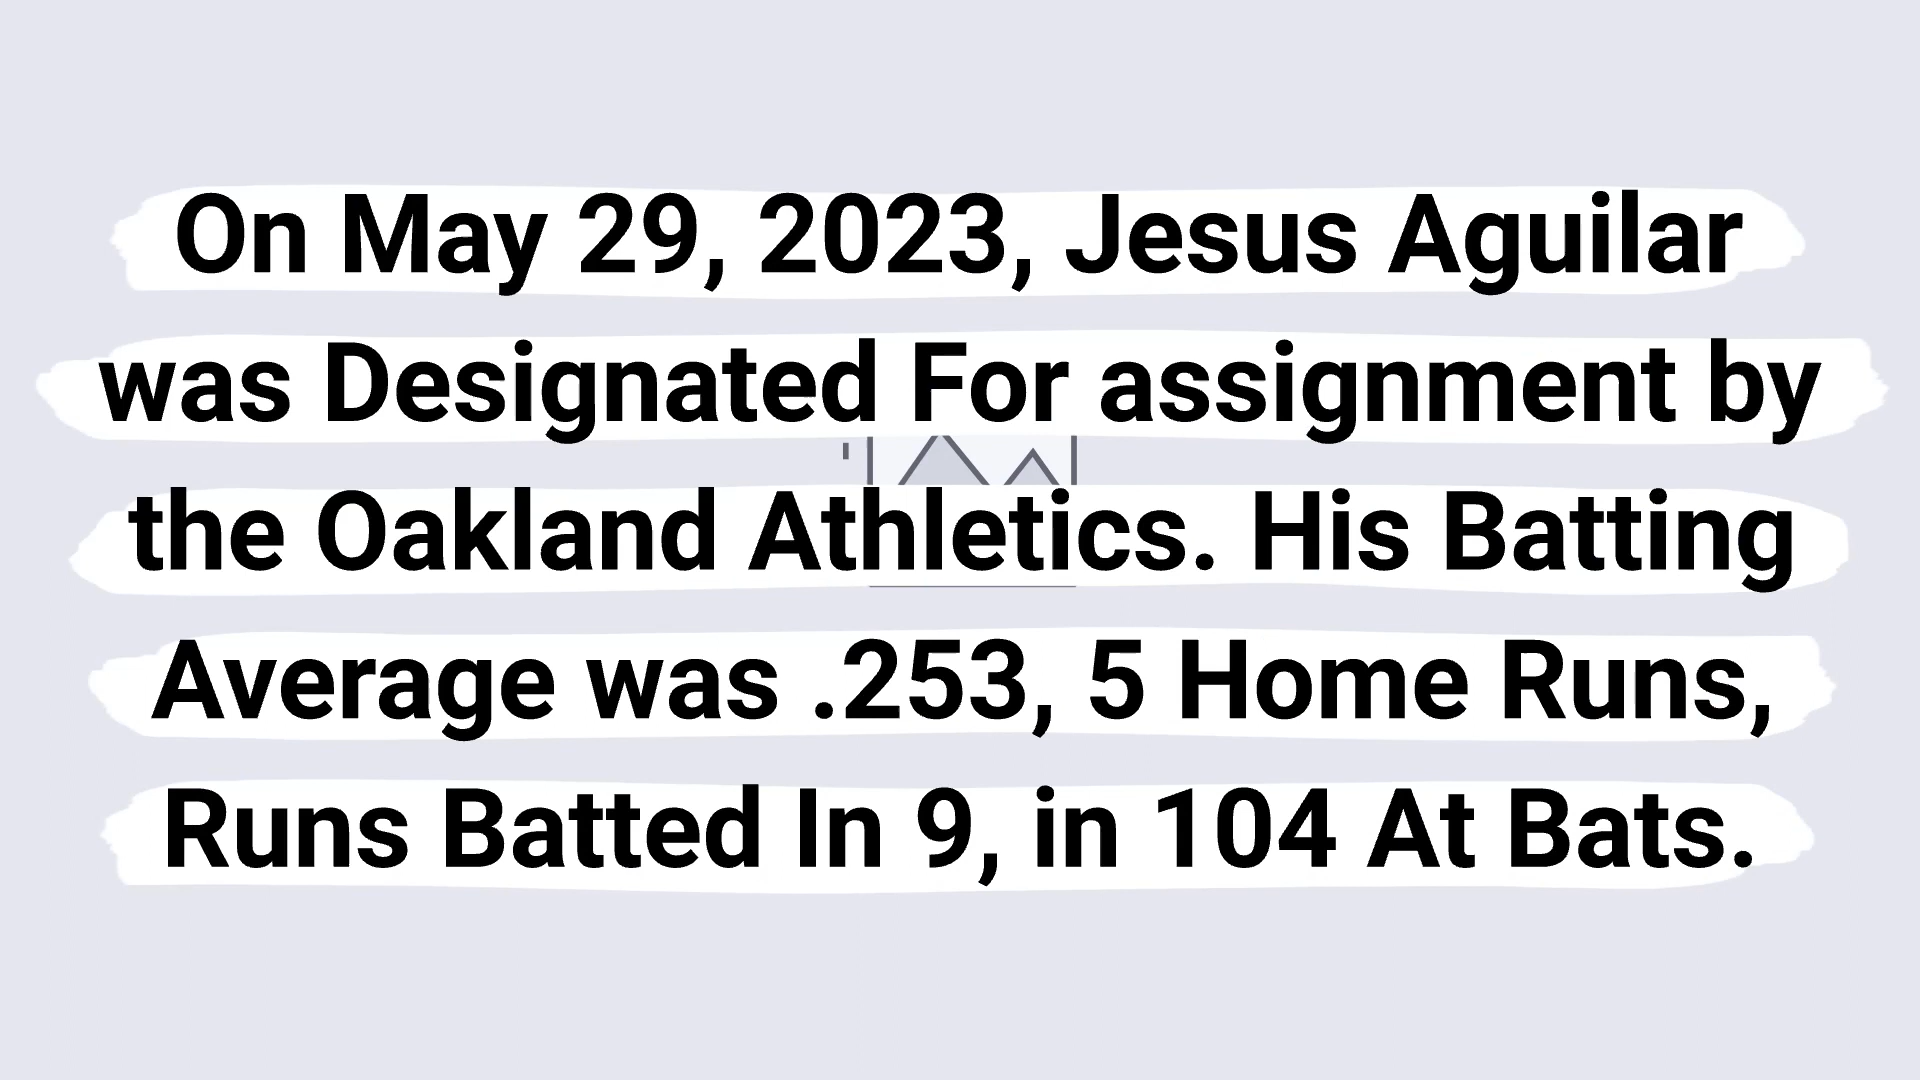 On May 29, 2023, Jesus Aguilar
was Designated For assignment by
the Oakland Athletics. His Batting
Average was .253, 5 Home Runs,
Runs Batted In 9, in 104 At Bats.